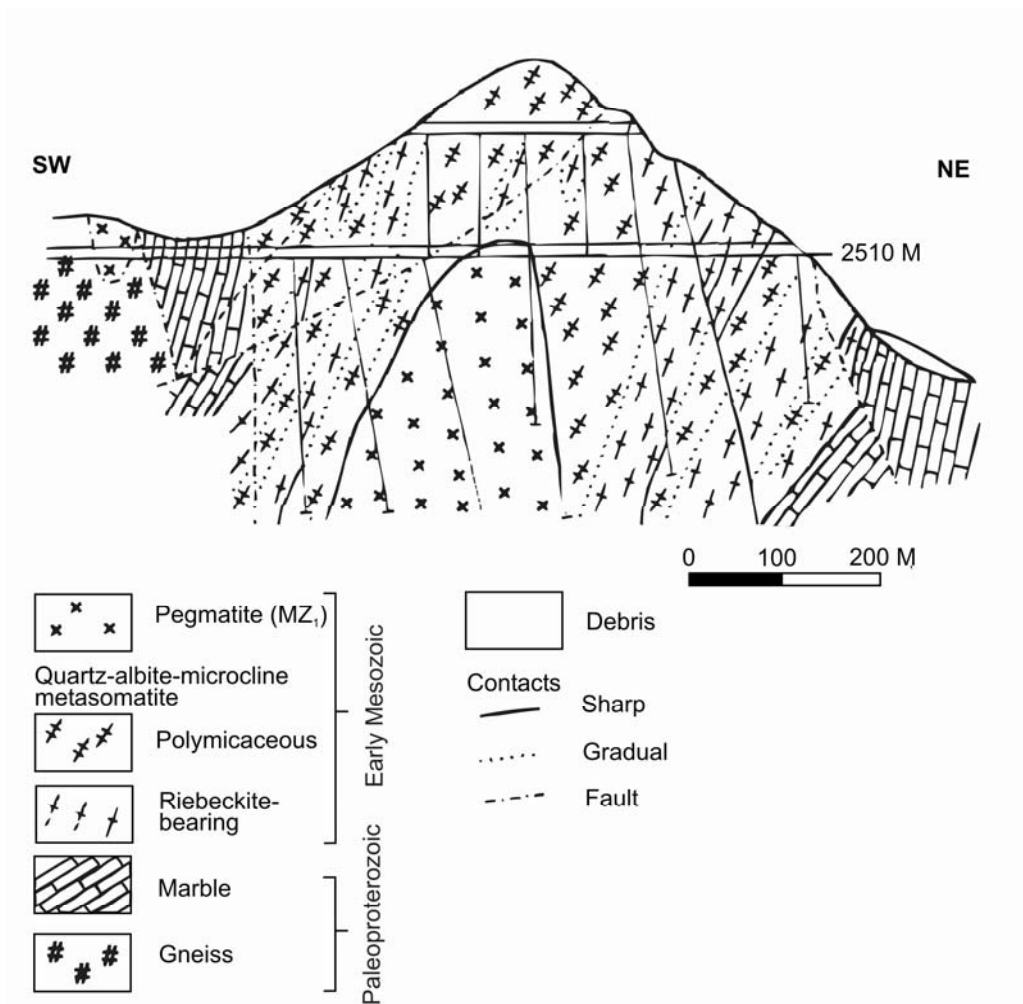 SW
NE
2510 M
0 100 200 M
Pegmatite (MZ₁)
Quartz-albite-microcline
metasomatite
Polymicaceous
Riebeckite-
bearing
Marble
Gneiss
Early Mesozoic
Paleoproterozoic
Debris
Contacts
Sharp
Gradual
Fault